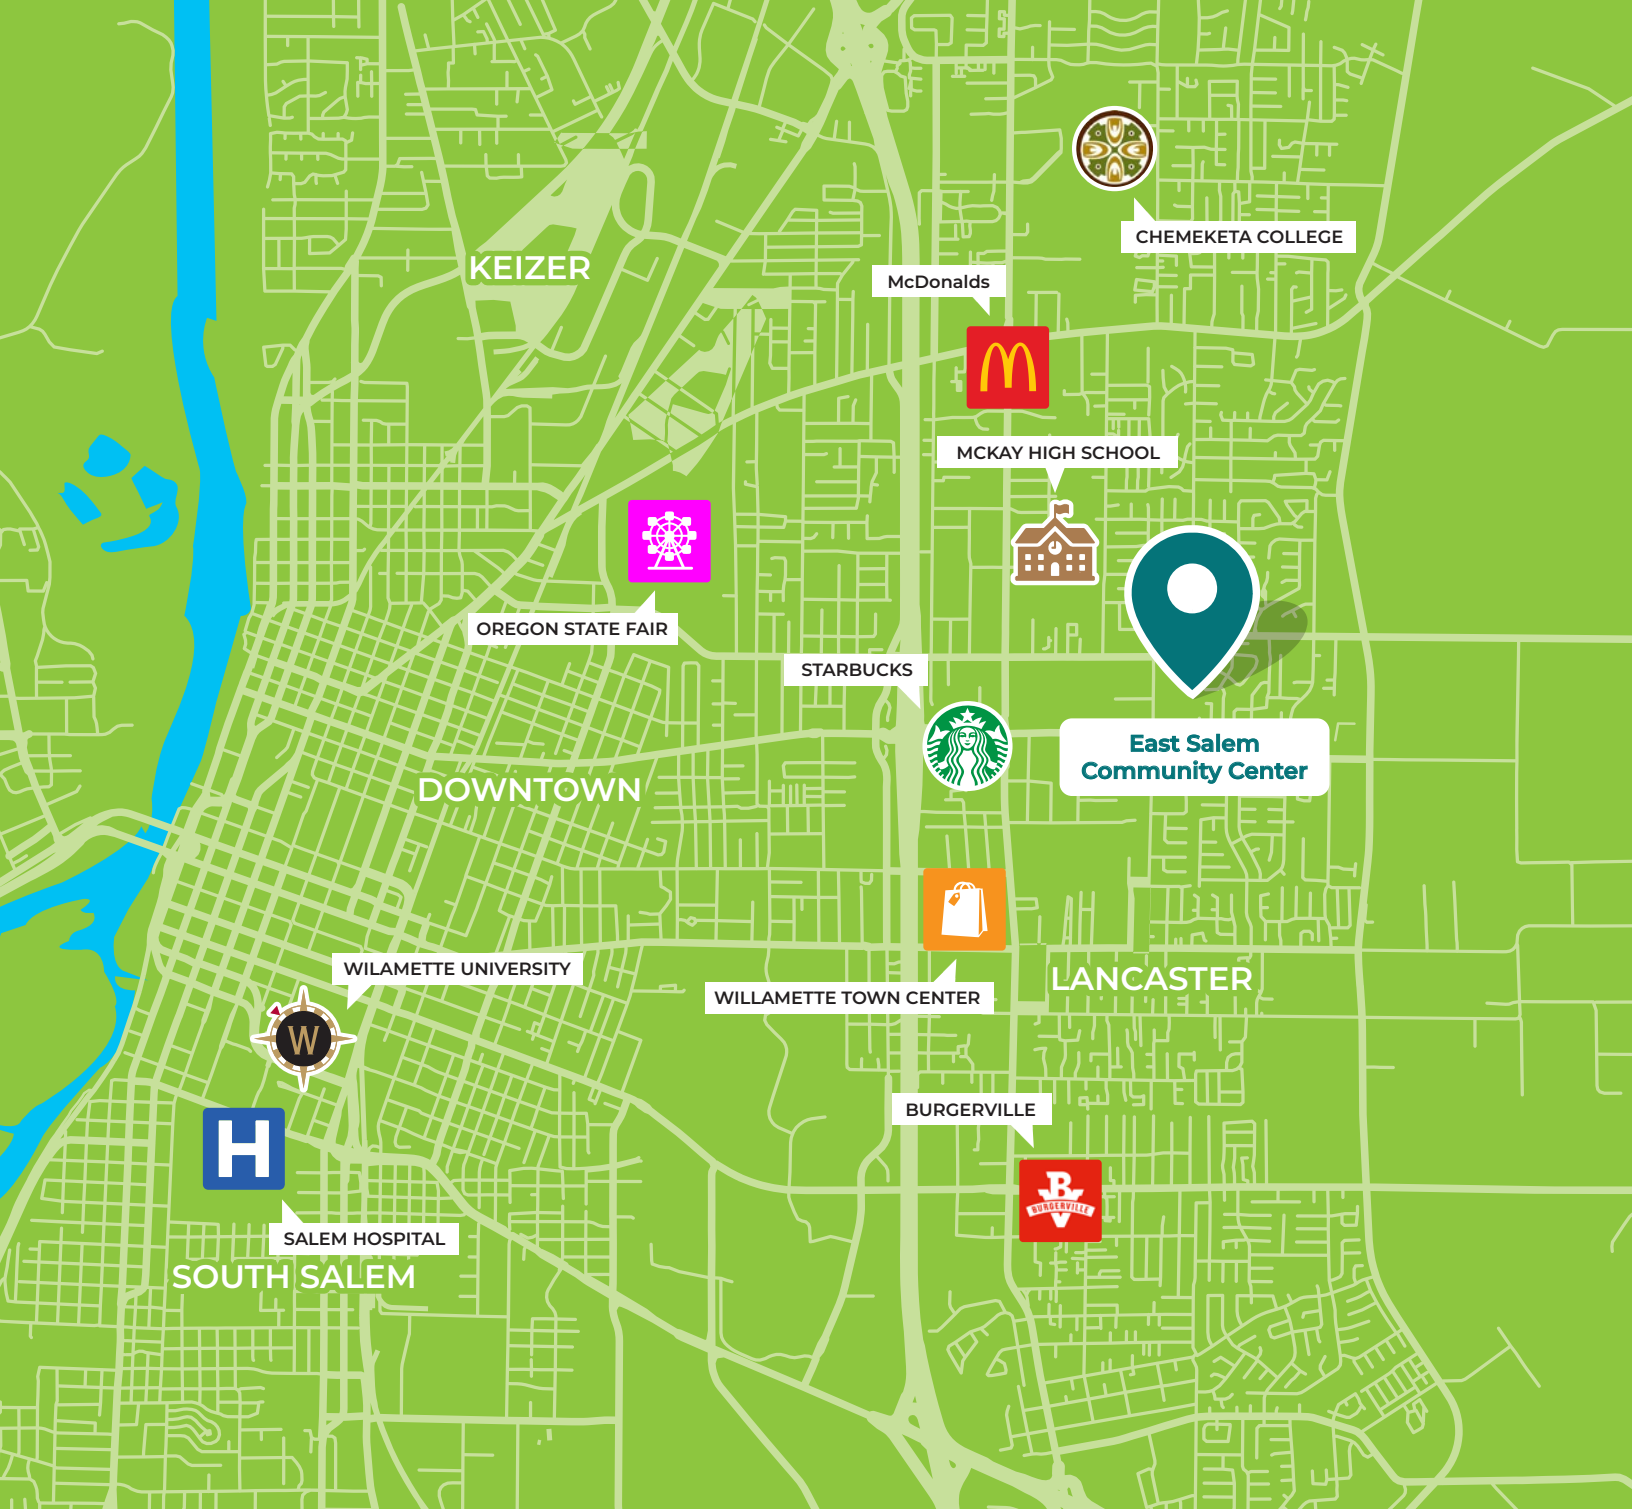 CHEMEKETA COLLEGE
KEIZER
McDonalds
MCKAY HIGH SCHOOL
OREGON STATE FAIR
STARBUCKS
East Salem
Community Center
DOWNTOWN
WILAMETTE UNIVERSITY
LANCASTER
WILLAMETTE TOWN CENTER
W
BURGERVILLE
H
B
BURGERVILLE
V
SALEM HOSPITAL
SOUTH SALEM